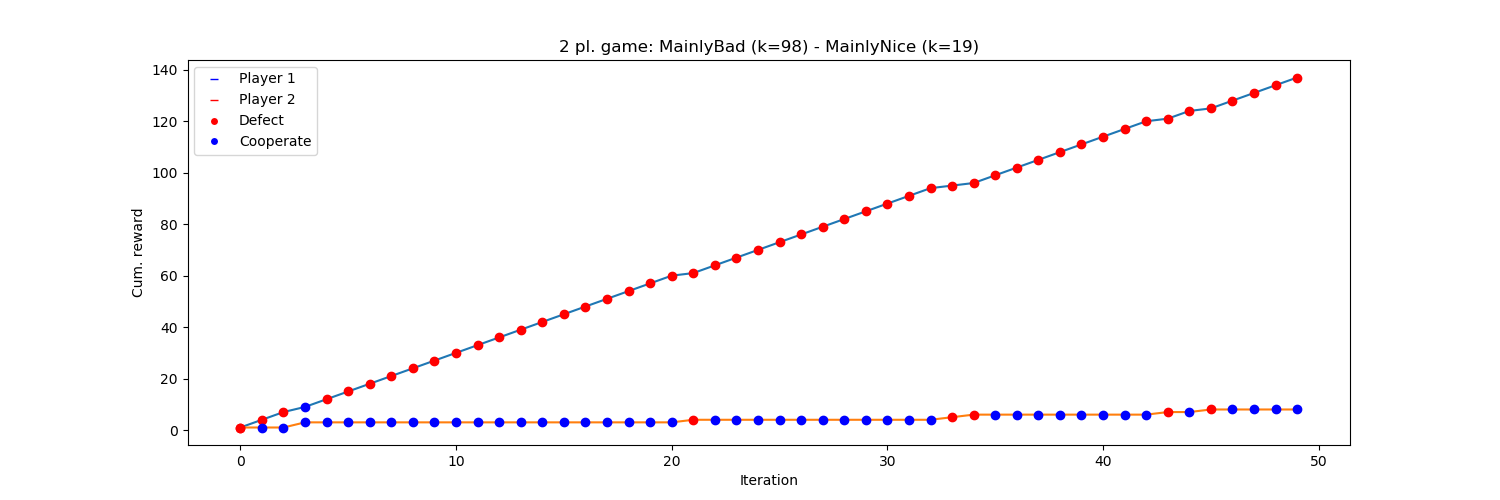 2 pl. game: MainlyBad (k=98) - MainlyNice (k=19)
Player 1
Player 2
Defect
Cooperate
140
120
100
80
60
40
20
0
Cum. reward
0 10 20 30 40 50
Iteration